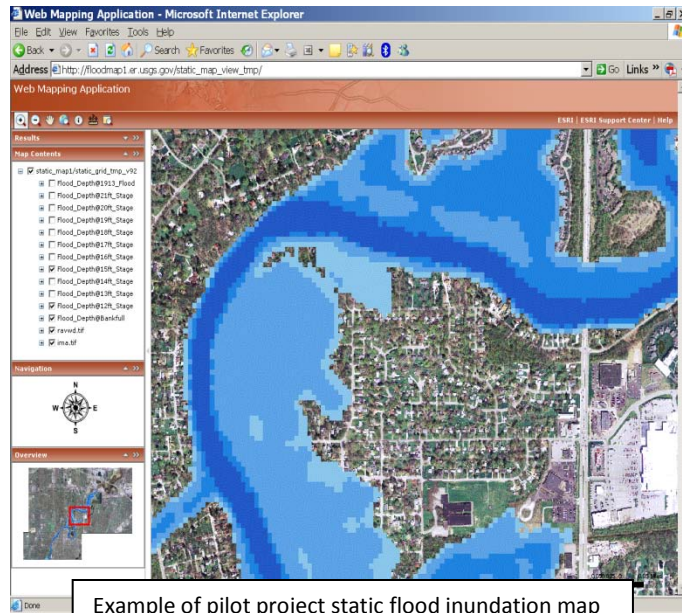 Web Mapping Application - Microsoft Internet Explorer
File Edit View Favorites Tools Help
Back Search Favorites
Address http://floodmap1.er.usgs.gov/static_map_view_tmp/ Go Links »
Web Mapping Application
ESRI | ESRI Support Center | Help
Results
Map Contents
static_map1/static_grid_tmp_v92
Flood_Depth@1913_Flood
Flood_Depth@21ft_Stage
Flood_Depth@20ft_Stage
Flood_Depth@19ft_Stage
Flood_Depth@18ft_Stage
Flood_Depth@17ft_Stage
Flood_Depth@16ft_Stage
Flood_Depth@15ft_Stage
Flood_Depth@14ft_Stage
Flood_Depth@13ft_Stage
Flood_Depth@12ft_Stage
Flood_Depth@Bankfull
ravwd.tif
ima.tif
Navigation
N
W E
S
Overview
Done
Example of pilot project static flood inundation map